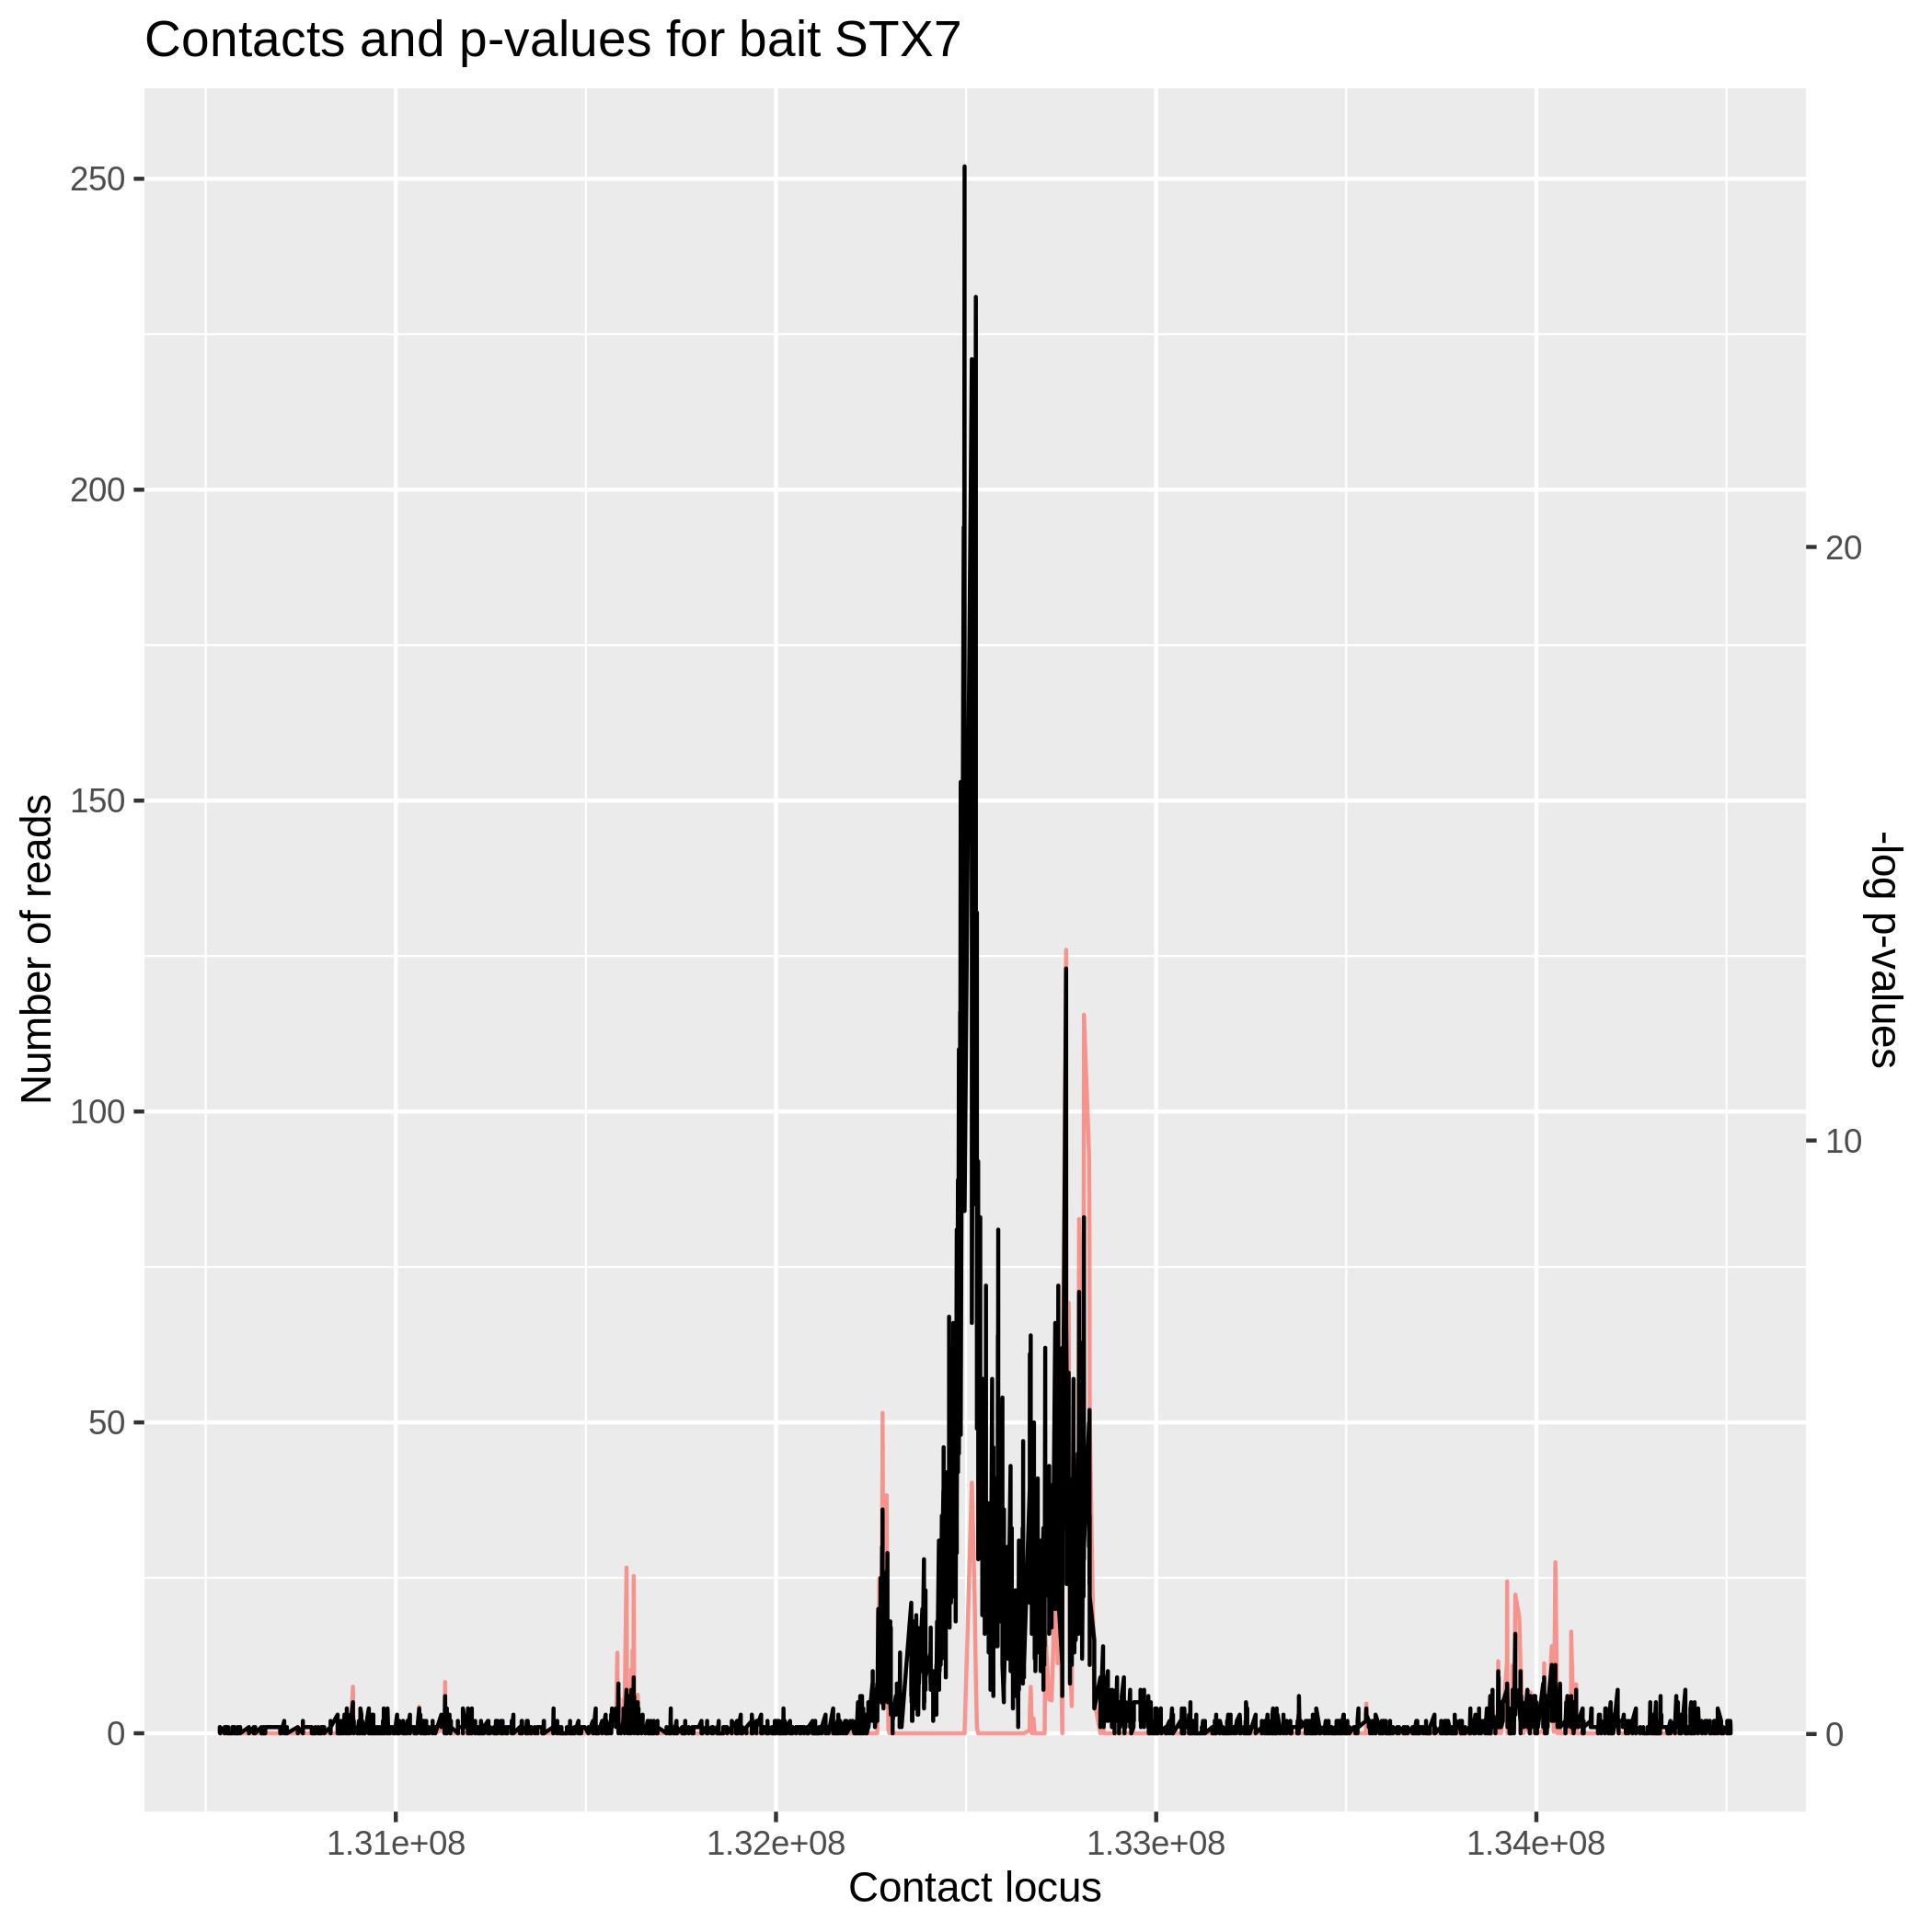 Contacts and p-values for bait STX7
Number of reads
250
200
150
100
50
0
20
10
0
-log p-values
1.31e+08
1.32e+08
1.33e+08
1.34e+08
Contact locus